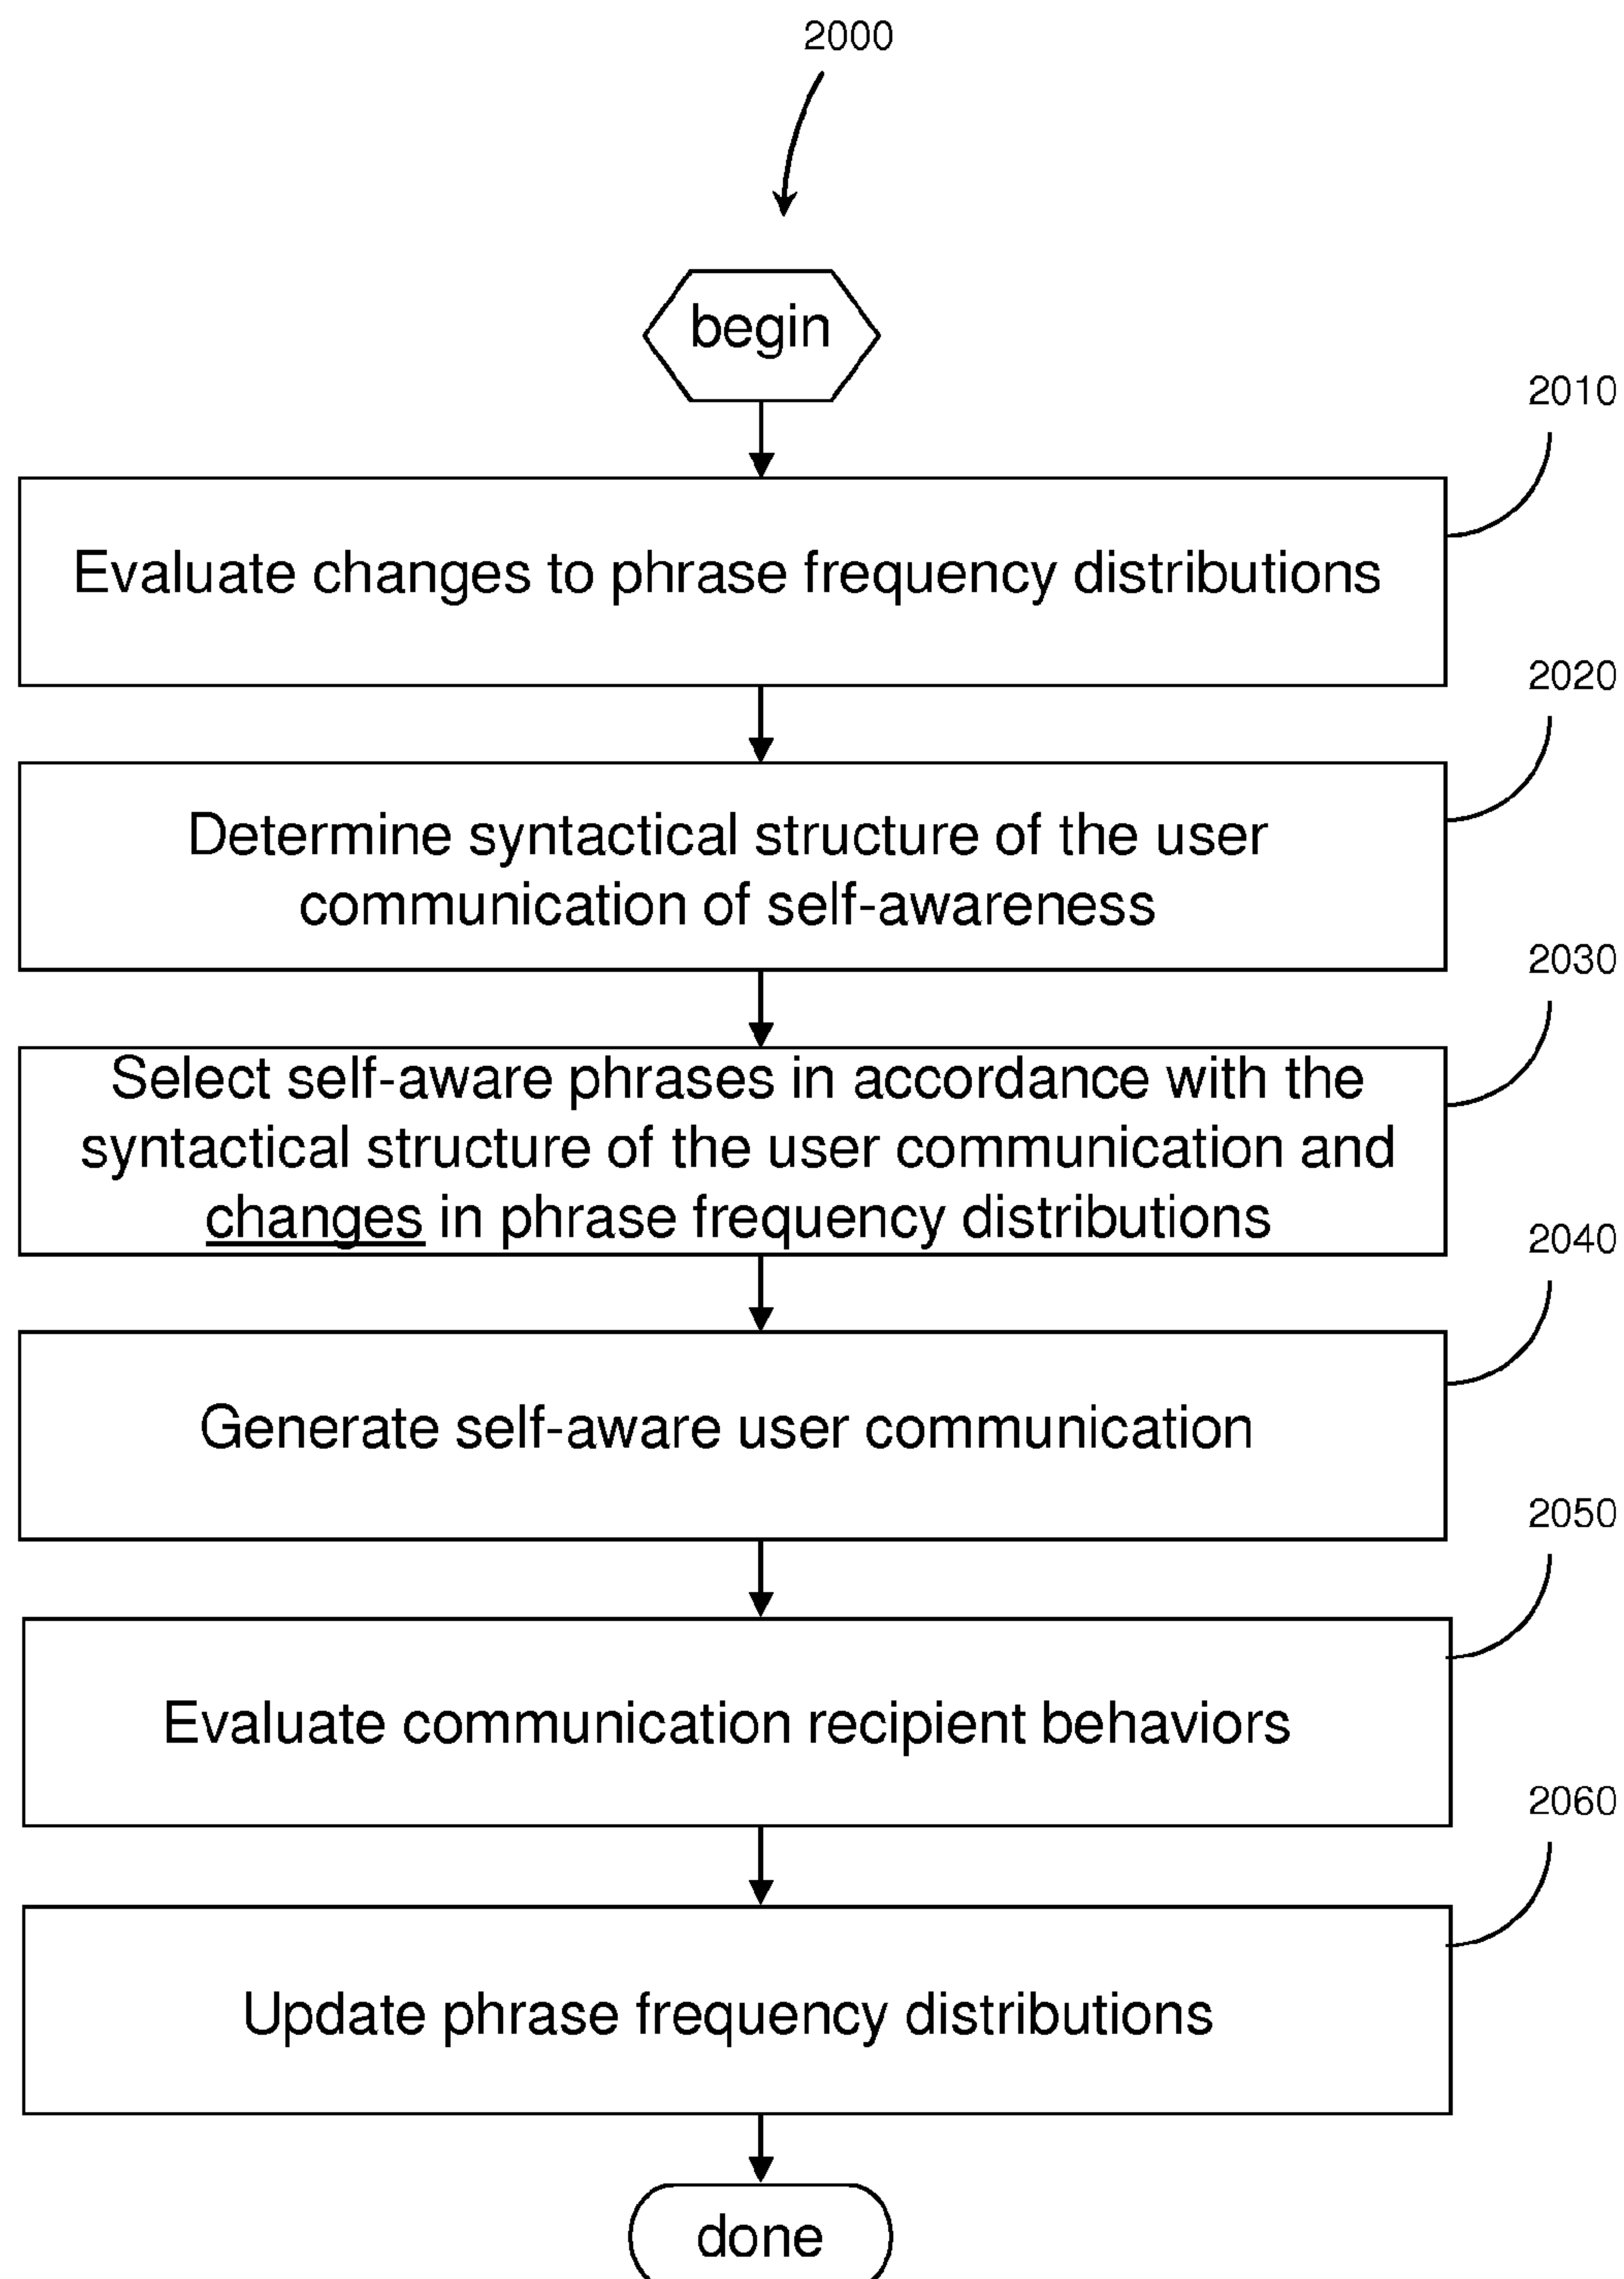 2000
begin
2010
Evaluate changes to phrase frequency distributions
2020
Determine syntactical structure of the user
communication of self-awareness
2030
Select self-aware phrases in accordance with the
syntactical structure of the user communication and
changes in phrase frequency distributions
2040
Generate self-aware user communication
2050
Evaluate communication recipient behaviors
2060
Update phrase frequency distributions
done